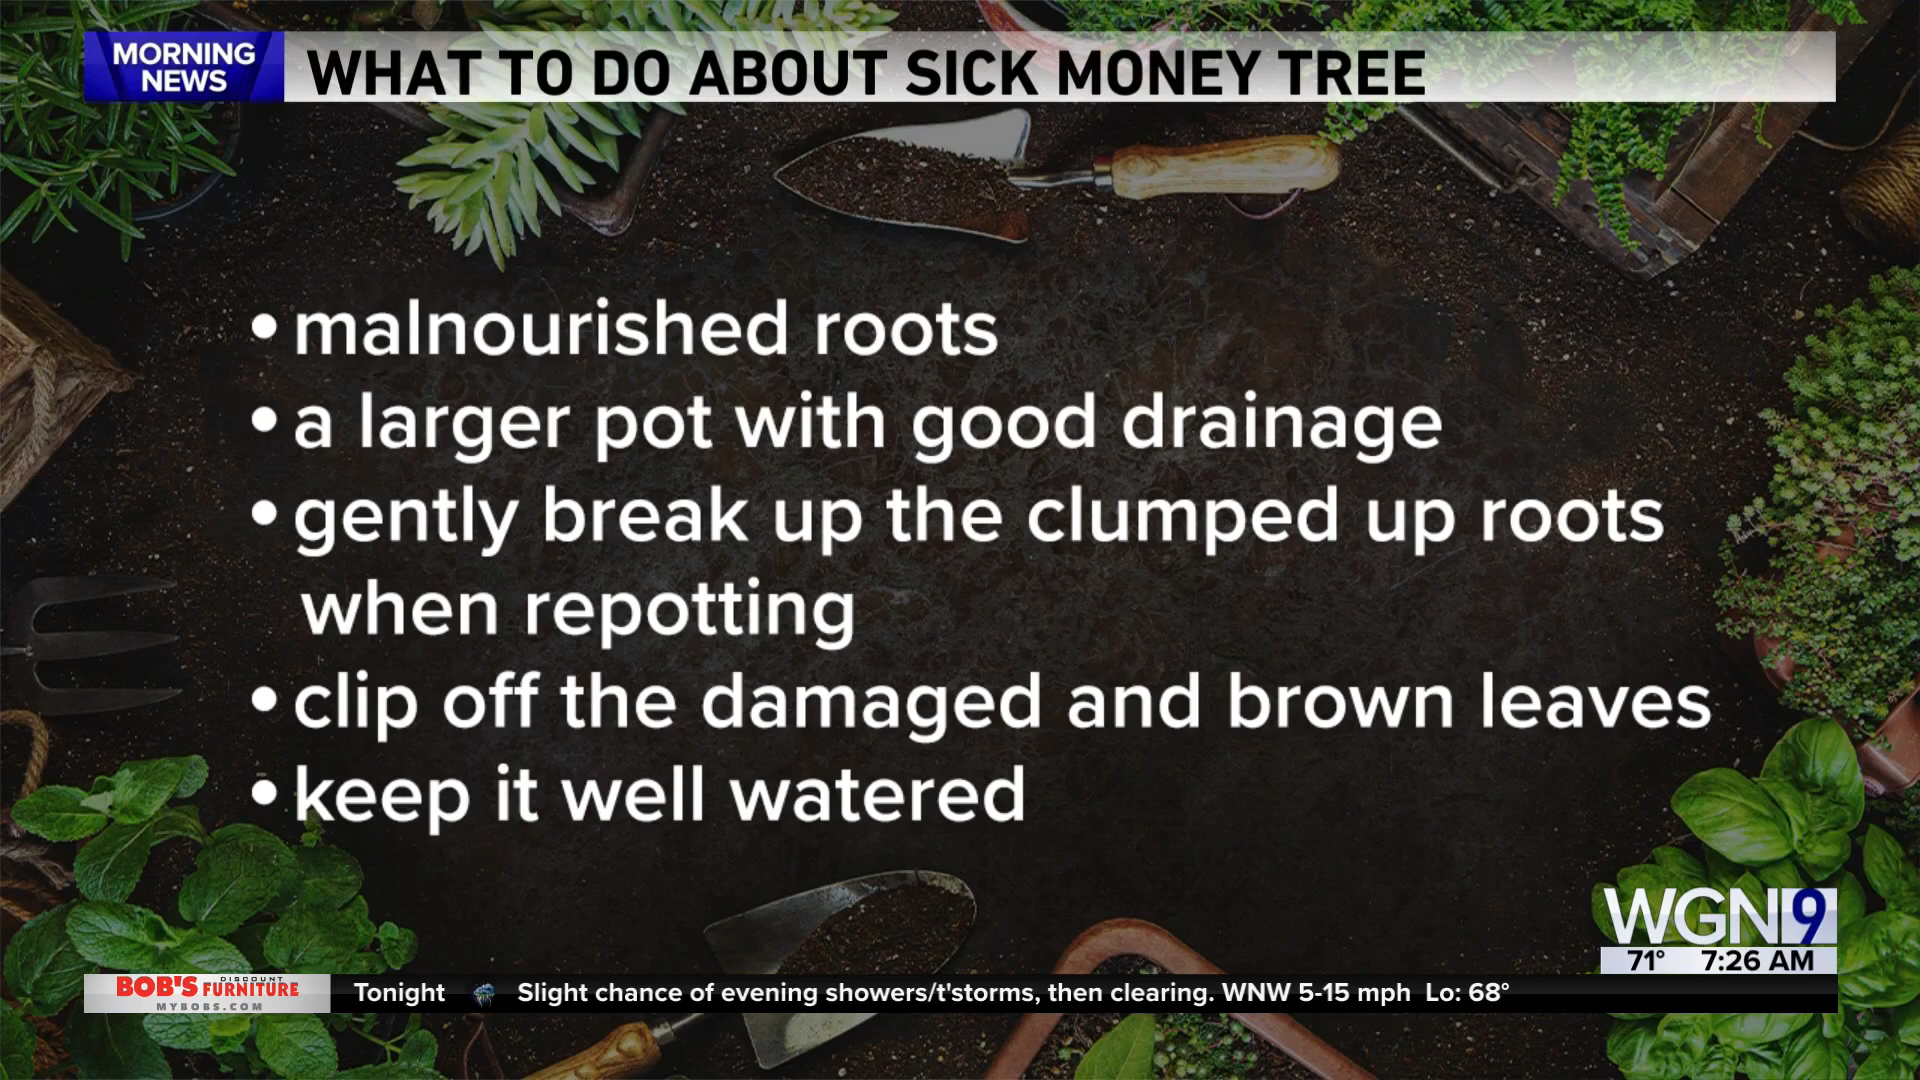 MORNING
NEWS
WHAT TO DO ABOUT SICK MONEY TREE
• malnourished roots
• a larger pot with good drainage
• gently break up the clumped up roots
when repotting
• clip off the damaged and brown leaves
• keep it well watered
WGN9
71° 7:26 AM
BOB'S DISCOUNT FURNITURE
MYBOBS.COM
Tonight Slight chance of evening showers/t'storms, then clearing. WNW 5-15 mph Lo: 68°